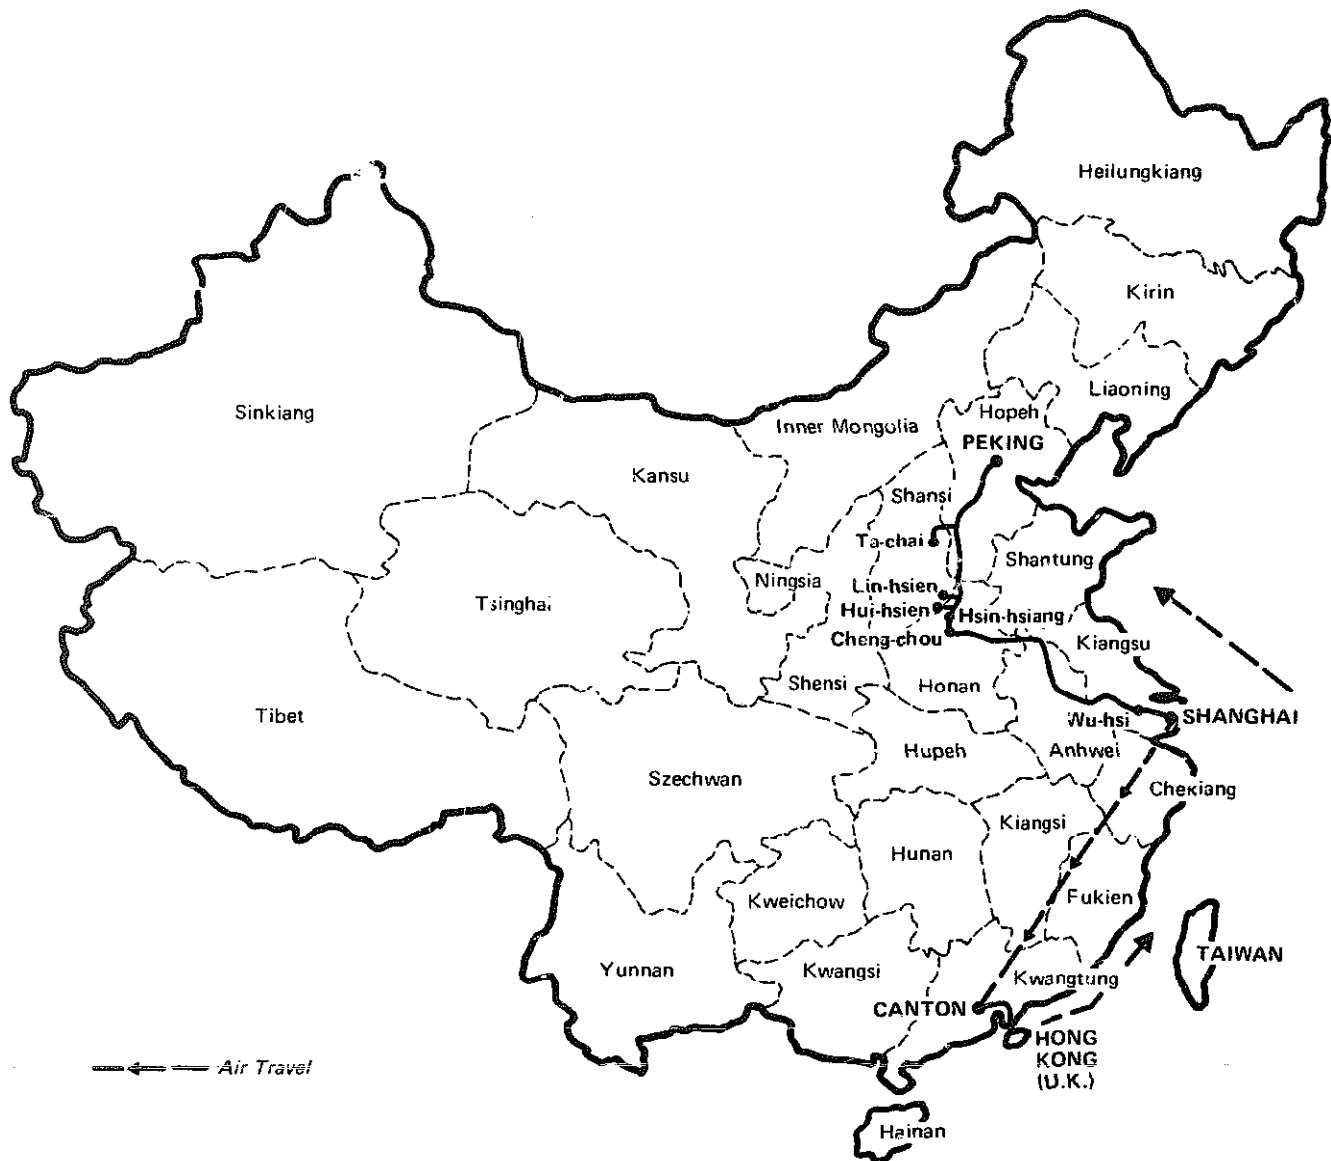 Heilungkiang
Kirin
Liaoning
Sinkiang
Inner Mongolia
Hopeh
PEKING
Kansu
Shansi
Ta-chai
Shantung
Ningsia
Lin-hsien
Tsinghai
Hui-hsien
Hsin-hsiang
Cheng-chou
Kiangsu
Shensi
Honan
Tibet
Wu-hsi
SHANGHAI
Hupeh
Anhwei
Szechwan
Chekiang
Kiangsi
Hunan
Kweichow
Fukien
TAIWAN
Yunnan
Kwangsi
Kwangtung
CANTON
HONG
KONG
(U.K.)
Air Travel
Hainan